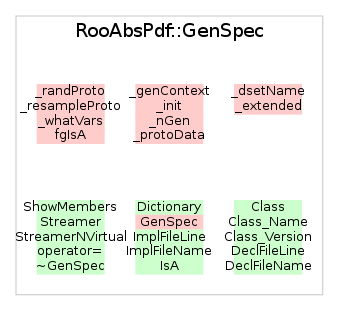 RooAbsPdf::GenSpec
_randProto
_resampleProto
_whatVars
fgIsA
_genContext
_init
_nGen
_protoData
_dsetName
_extended
ShowMembers
Streamer
StreamerNVirtual
operator=
~GenSpec
Dictionary
GenSpec
ImplFileLine
ImplFileName
IsA
Class
Class_Name
Class_Version
DeclFileLine
DeclFileName